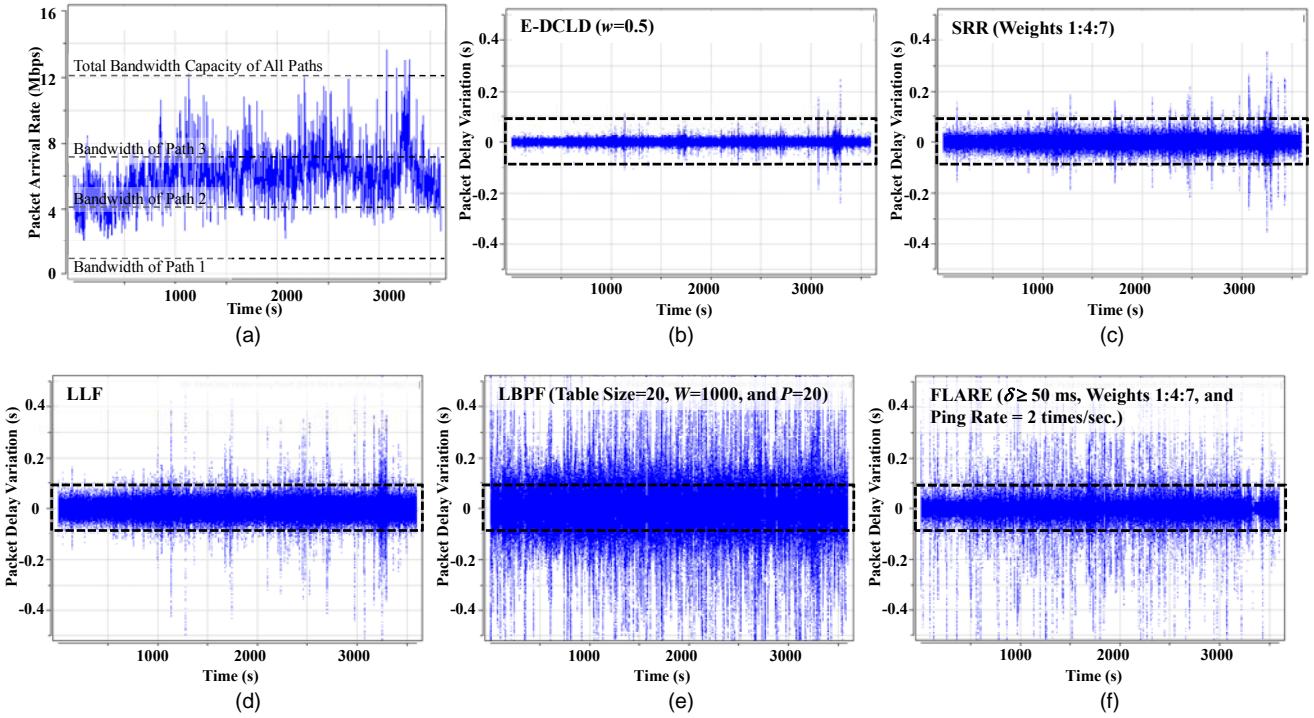 16
12
8
4
0
Packet Arrival Rate (Mbps)
Total Bandwidth Capacity of All Paths
Bandwidth of Path 3
Bandwidth of Path 2
Bandwidth of Path 1
1000 2000 3000
Time (s)
(a)
E-DCLD (w=0.5)
0.4
0.2
0
-0.2
-0.4
Packet Delay Variation (s)
1000 2000 3000
Time (s)
(b)
SRR (Weights 1:4:7)
0.4
0.2
0
-0.2
-0.4
Packet Delay Variation (s)
1000 2000 3000
Time (s)
(c)
LLF
0.4
0.2
0
-0.2
-0.4
Packet Delay Variation (s)
1000 2000 3000
Time (s)
(d)
LBPF (Table Size=20, W=1000, and P=20)
0.4
0.2
0
-0.2
-0.4
Packet Delay Variation (s)
1000 2000 3000
Time (s)
(e)
FLARE (δ≥ 50 ms, Weights 1:4:7, and
Ping Rate = 2 times/sec.)
0.4
0.2
0
-0.2
-0.4
Packet Delay Variation (s)
1000 2000 3000
Time (s)
(f)